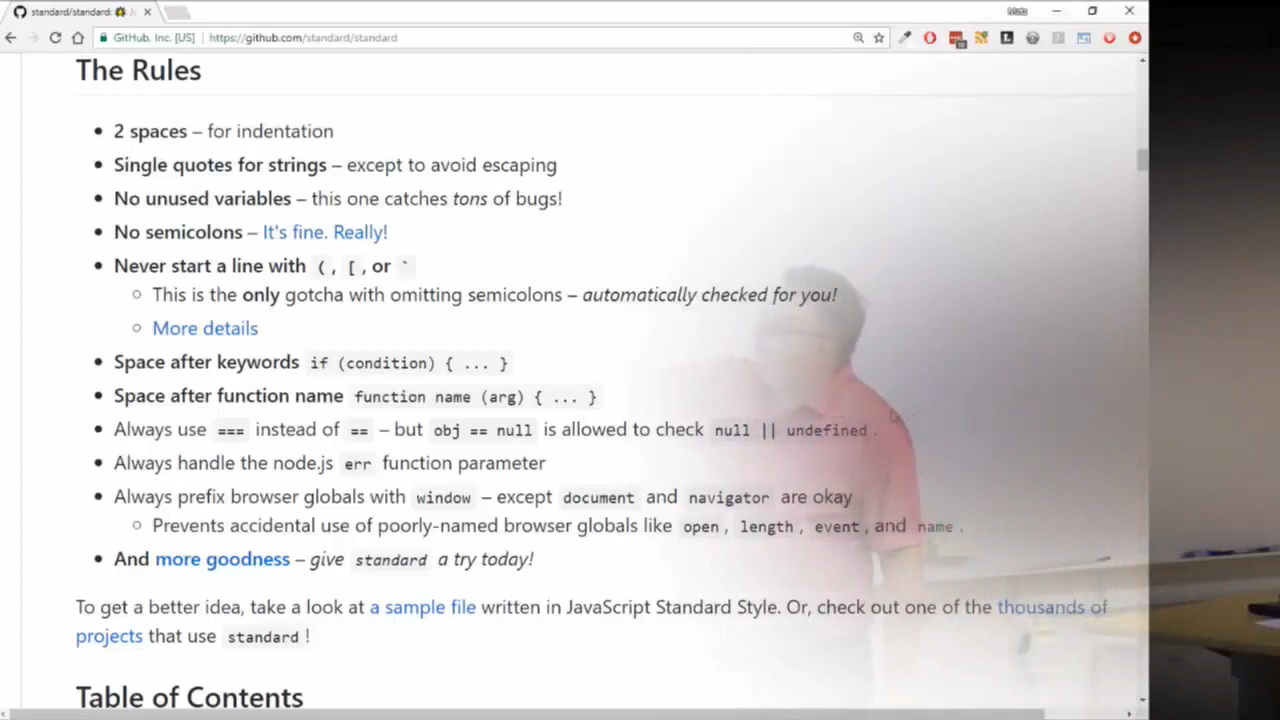 standard/standard:
Mats
GitHub, Inc. [US] | https://github.com/standard/standard
The Rules
• 2 spaces – for indentation
• Single quotes for strings – except to avoid escaping
• No unused variables – this one catches tons of bugs!
• No semicolons – It's fine. Really!
• Never start a line with (, [, or `
○ This is the only gotcha with omitting semicolons – automatically checked for you!
○ More details
• Space after keywords if (condition) { ... }
• Space after function name function name (arg) { ... }
• Always use === instead of == – but obj == null is allowed to check null || undefined.
• Always handle the node.js err function parameter
• Always prefix browser globals with window – except document and navigator are okay
○ Prevents accidental use of poorly-named browser globals like open, length, event, and name.
• And more goodness – give standard a try today!
To get a better idea, take a look at a sample file written in JavaScript Standard Style. Or, check out one of the thousands of
projects that use standard!
Table of Contents